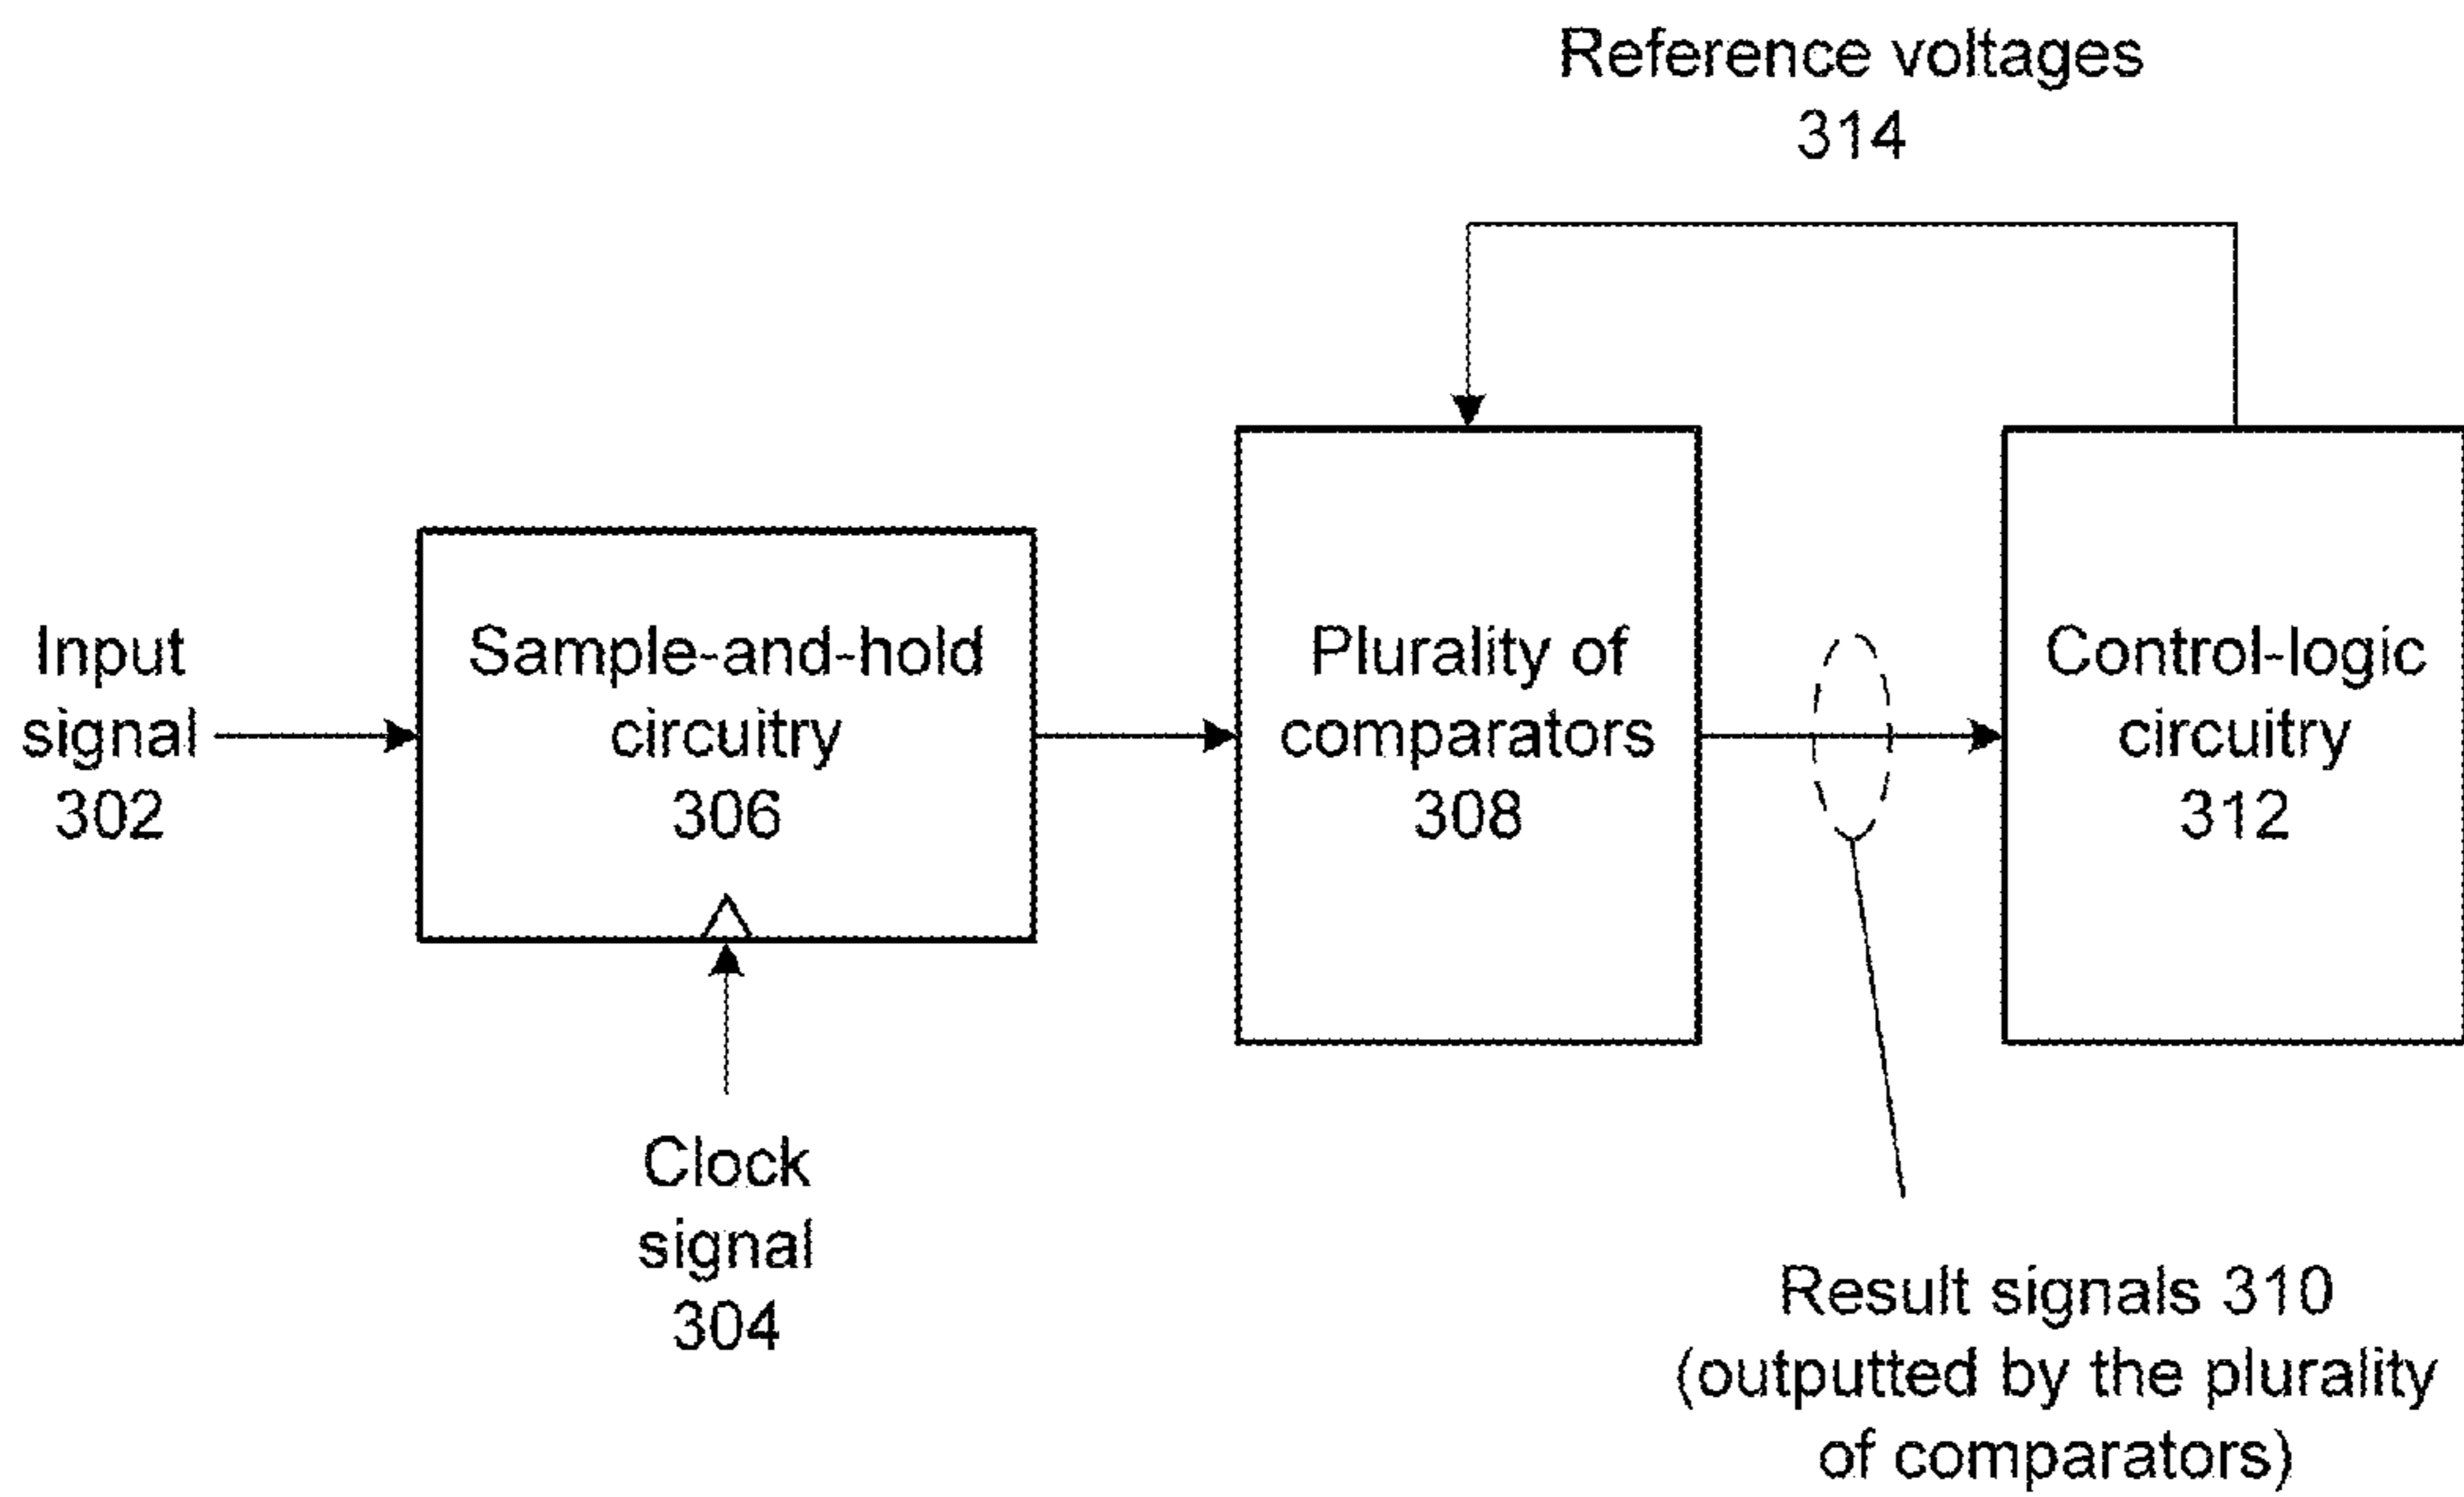 Reference voltages
314
Input
signal
302
Sample-and-hold
circuitry
306
Plurality of
comparators
308
Control-logic
circuitry
312
Clock
signal
304
Result signals 310
(outputted by the plurality
of comparators)